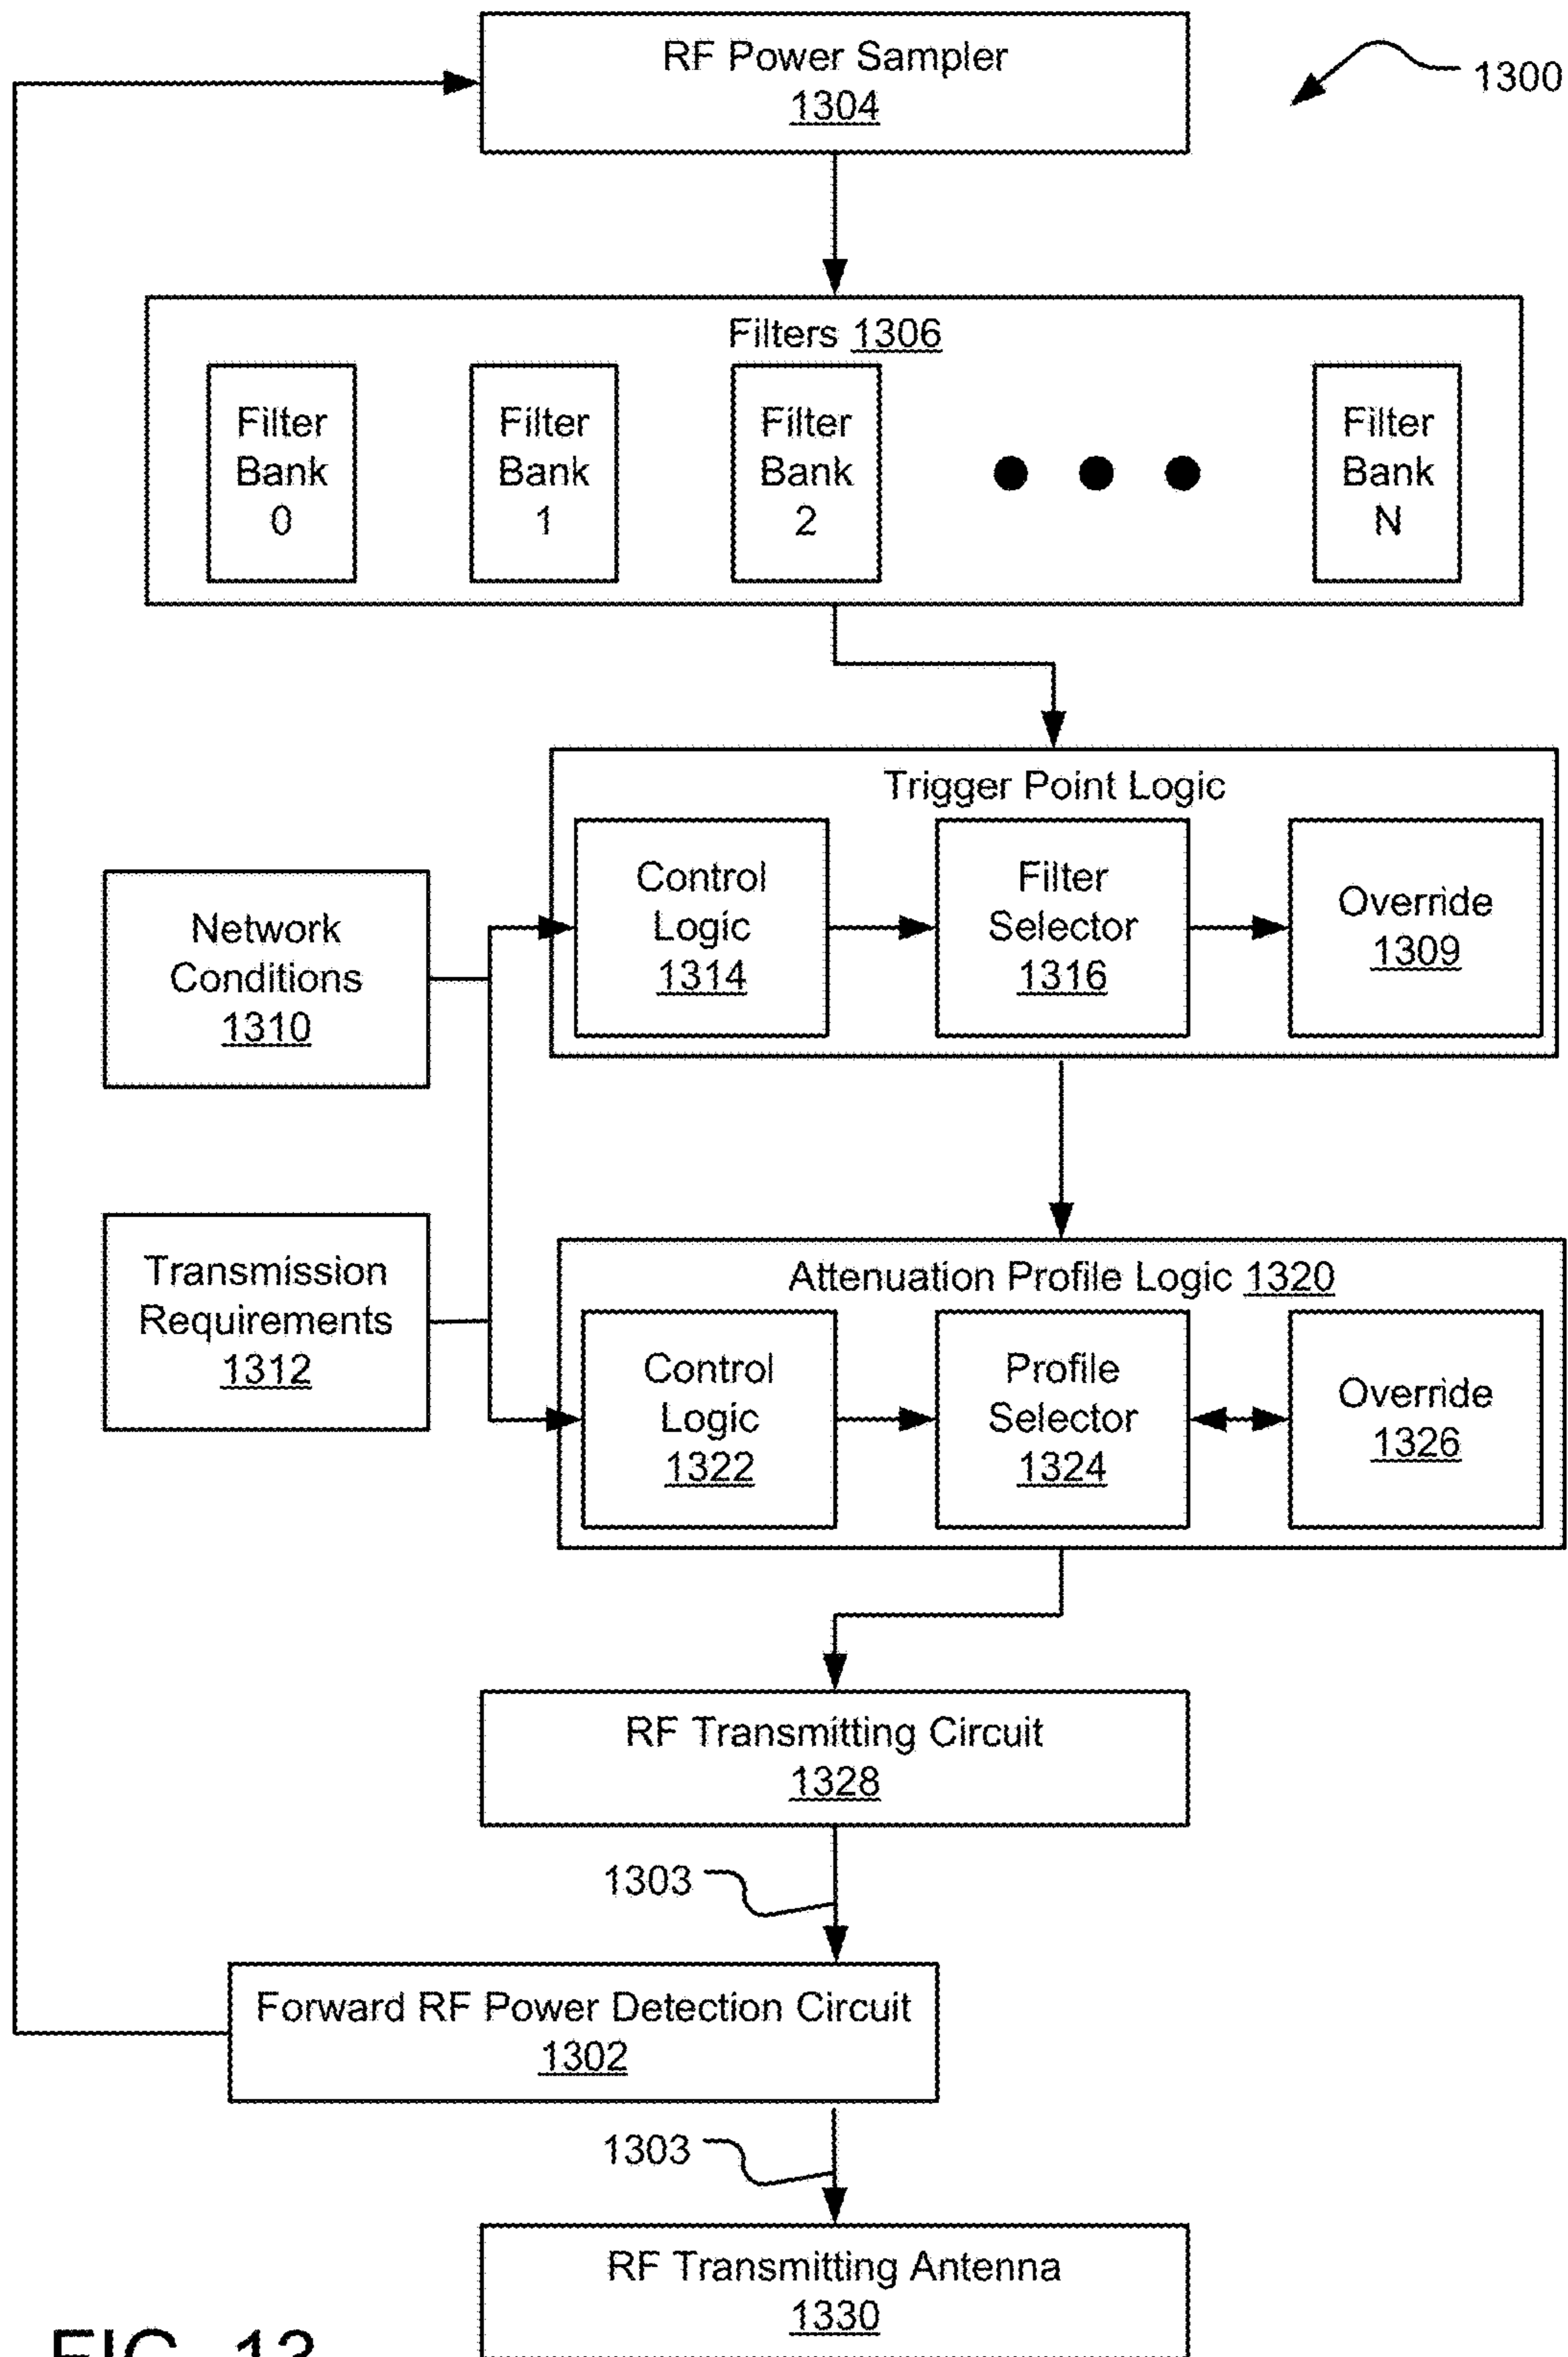 RF Power Sampler
1304
1300
Filters 1306
Filter
Bank
0
Filter
Bank
1
Filter
Bank
2
Filter
Bank
N
Trigger Point Logic
Control
Logic
1314
Filter
Selector
1316
Override
1309
Network
Conditions
1310
Transmission
Requirements
1312
Attenuation Profile Logic 1320
Control
Logic
1322
Profile
Selector
1324
Override
1326
RF Transmitting Circuit
1328
1303
Forward RF Power Detection Circuit
1302
1303
RF Transmitting Antenna
1330
FIG. 13